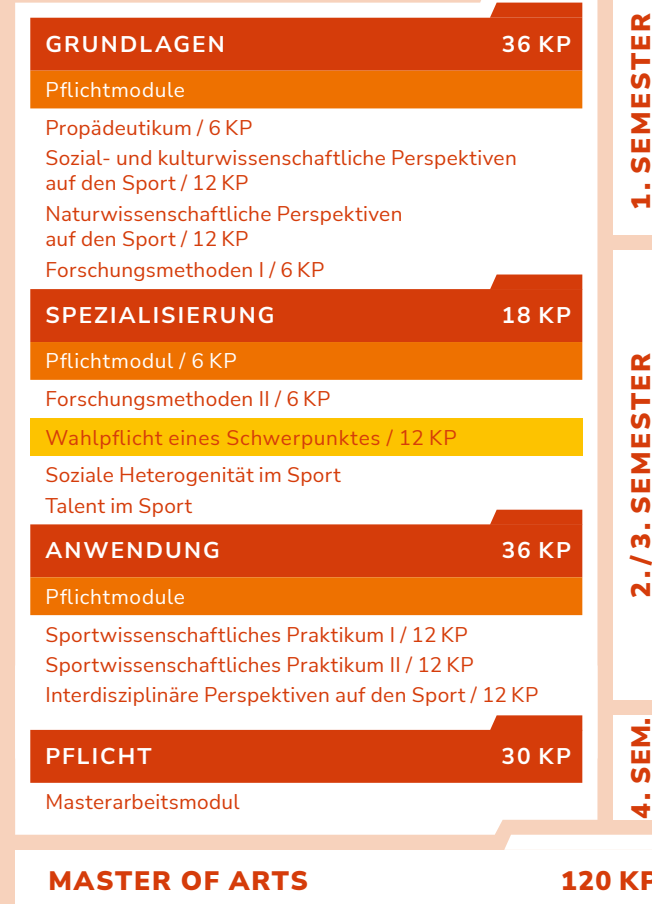 GRUNDLAGEN 36 KP
Pflichtmodule
Propädeutikum / 6 KP
Sozial- und kulturwissenschaftliche Perspektiven
auf den Sport / 12 KP
Naturwissenschaftliche Perspektiven
auf den Sport / 12 KP
Forschungsmethoden I / 6 KP
1. SEMESTER
SPEZIALISIERUNG 18 KP
Pflichtmodul / 6 KP
Forschungsmethoden II / 6 KP
Wahlpflicht eines Schwerpunktes / 12 KP
Soziale Heterogenität im Sport
Talent im Sport
ANWENDUNG 36 KP
Pflichtmodule
Sportwissenschaftliches Praktikum I / 12 KP
Sportwissenschaftliches Praktikum II / 12 KP
Interdisziplinäre Perspektiven auf den Sport / 12 KP
2. / 3. SEMESTER
PFLICHT 30 KP
Masterarbeitsmodul
4. SEM.
MASTER OF ARTS 120 KP